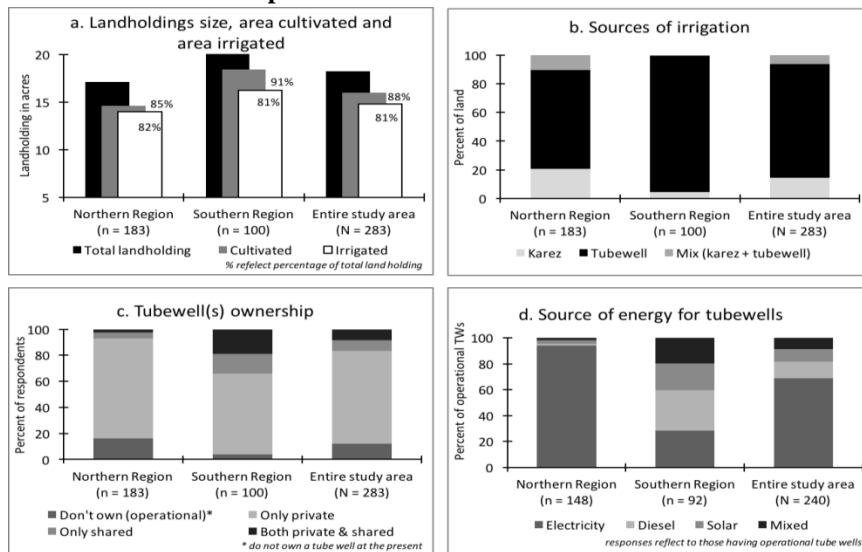 a. Landholdings size, area cultivated and
area irrigated
Landholding in acres
20
15
10
5
85%
82%
91%
81%
88%
81%
Northern Region
(n = 183)
Southern Region
(n = 100)
Entire study area
(N = 283)
Total landholding
Cultivated
Irrigated
% refelect percentage of total land holding
b. Sources of irrigation
Percent of land
100
80
60
40
20
0
Northern Region
(n = 183)
Southern Region
(n = 100)
Entire study area
(N = 283)
Karez
Tubewell
Mix (karez + tubewell)
c. Tubewell(s) ownership
Percent of respondents
100
80
60
40
20
0
Northern Region
(n = 183)
Southern Region
(n = 100)
Entire study area
(N = 283)
Don't own (operational)*
Only private
Only shared
Both private & shared
* do not own a tube well at the present
d. Source of energy for tubewells
Percent of operational TWs
100
80
60
40
20
0
Northern Region
(n = 148)
Southern Region
(n = 92)
Entire study area
(N = 240)
Electricity
Diesel
Solar
Mixed
responses reflect to those having operational tube wells